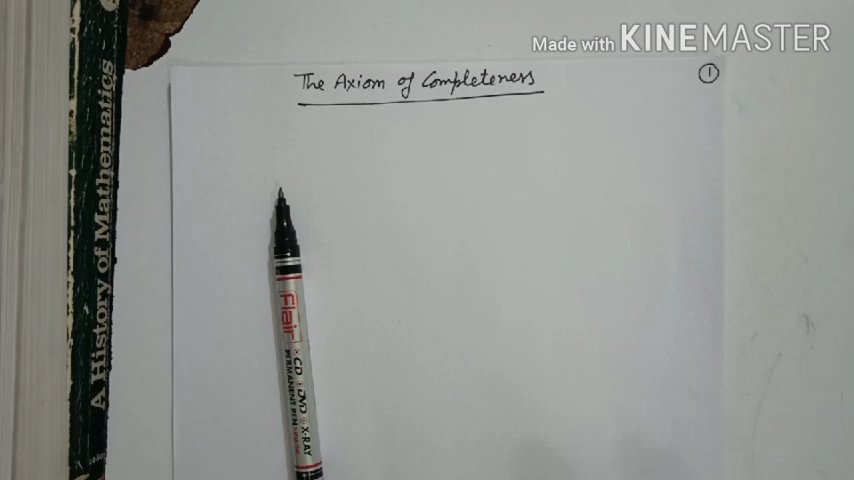 Made with KINEMASTER
The Axiom of Completeness
1
A History of Mathematics
Flair
CD DVD X-RAY
PERMANENT PEN